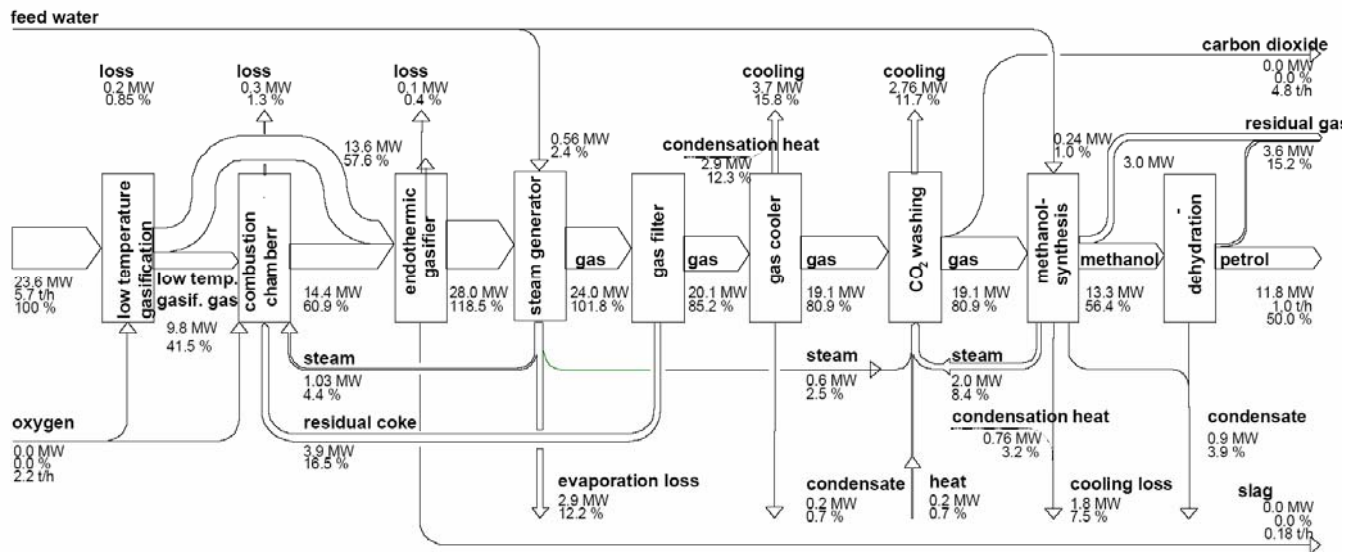 feed water
carbon dioxide
0.0 MW
0.0 %
4.8 t/h
loss
0.2 MW
0.85 %
loss
0.3 MW
1.3 %
loss
0.1 MW
0.4 %
cooling
3.7 MW
15.8 %
cooling
2.76 MW
11.7 %
residual gas
3.6 MW
15.2 %
13.6 MW
57.6 %
0.56 MW
2.4 %
condensation heat
2.9 MW
12.3 %
0.24 MW
1.0 %
3.0 MW
low temperature
gasification
combustion
chamberr
endothermic
gasifier
steam generator
gas filter
gas cooler
CO2 washing
methanol-
synthesis
-
dehydration
23.6 MW
5.7 t/h
100 %
low temp.
gasif. gas
9.8 MW
41.5 %
14.4 MW
60.9 %
28.0 MW
118.5 %
gas
24.0 MW
101.8 %
gas
20.1 MW
85.2 %
gas
19.1 MW
80.9 %
gas
19.1 MW
80.9 %
methanol
13.3 MW
56.4 %
petrol
11.8 MW
1.0 t/h
50.0 %
steam
1.03 MW
4.4 %
steam
0.6 MW
2.5 %
steam
2.0 MW
8.4 %
oxygen
0.0 MW
0.0 %
2.2 t/h
residual coke
3.9 MW
16.5 %
condensation heat
0.76 MW
3.2 %
condensate
0.9 MW
3.9 %
evaporation loss
2.9 MW
12.2 %
condensate
0.2 MW
0.7 %
heat
0.2 MW
0.7 %
cooling loss
1.8 MW
7.5 %
slag
0.0 MW
0.0 %
0.18 t/h